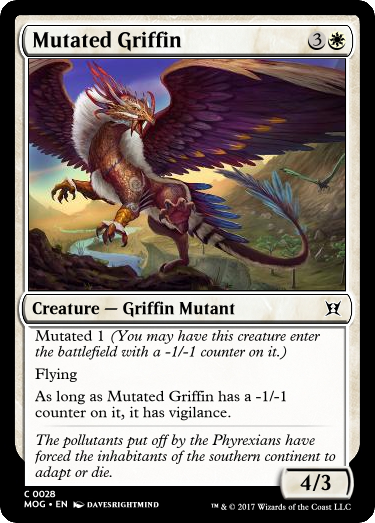 Mutated Griffin 3
Creature — Griffin Mutant
Mutated 1 (You may have this creature enter
the battlefield with a -1/-1 counter on it.)
Flying
As long as Mutated Griffin has a -1/-1
counter on it, it has vigilance.
The pollutants put off by the Phyrexians have
forced the inhabitants of the southern continent to
adapt or die.
4/3
C 0028
MOG • EN DAVESRIGHTMIND
™ & © 2017 Wizards of the Coast LLC